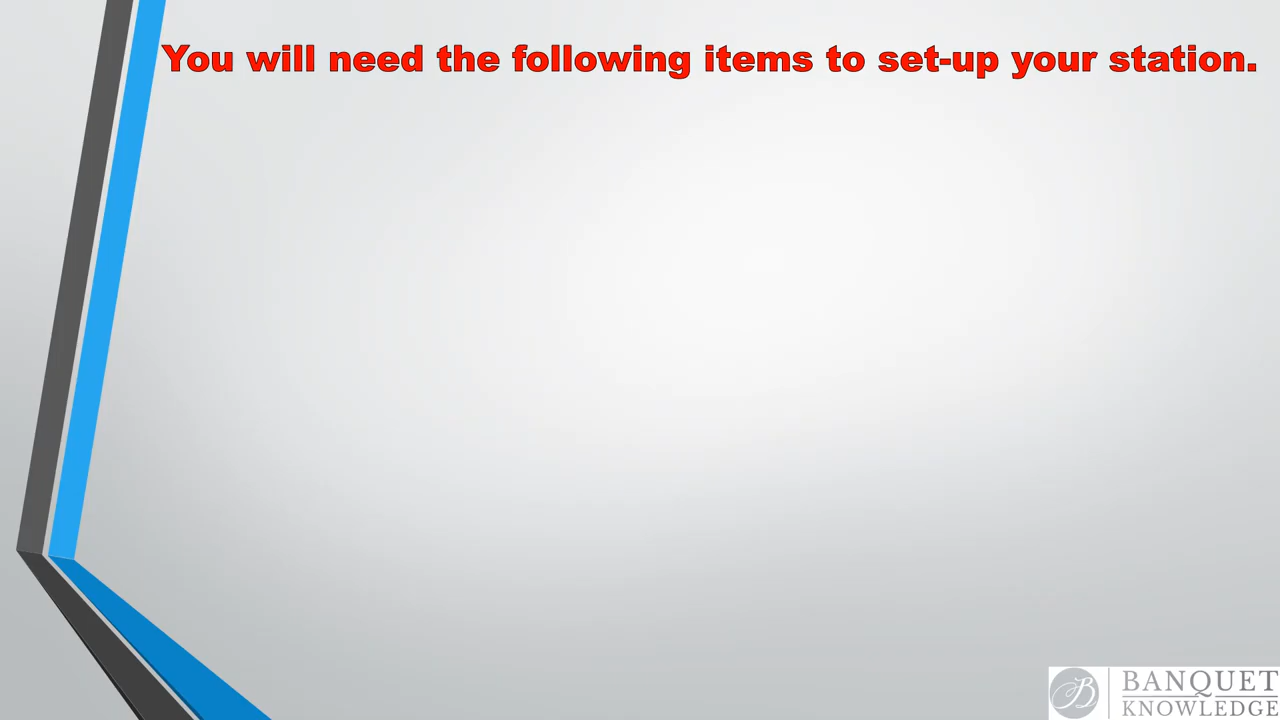 You will need the following items to set-up your station.
BANQUET
KNOWLEDGE